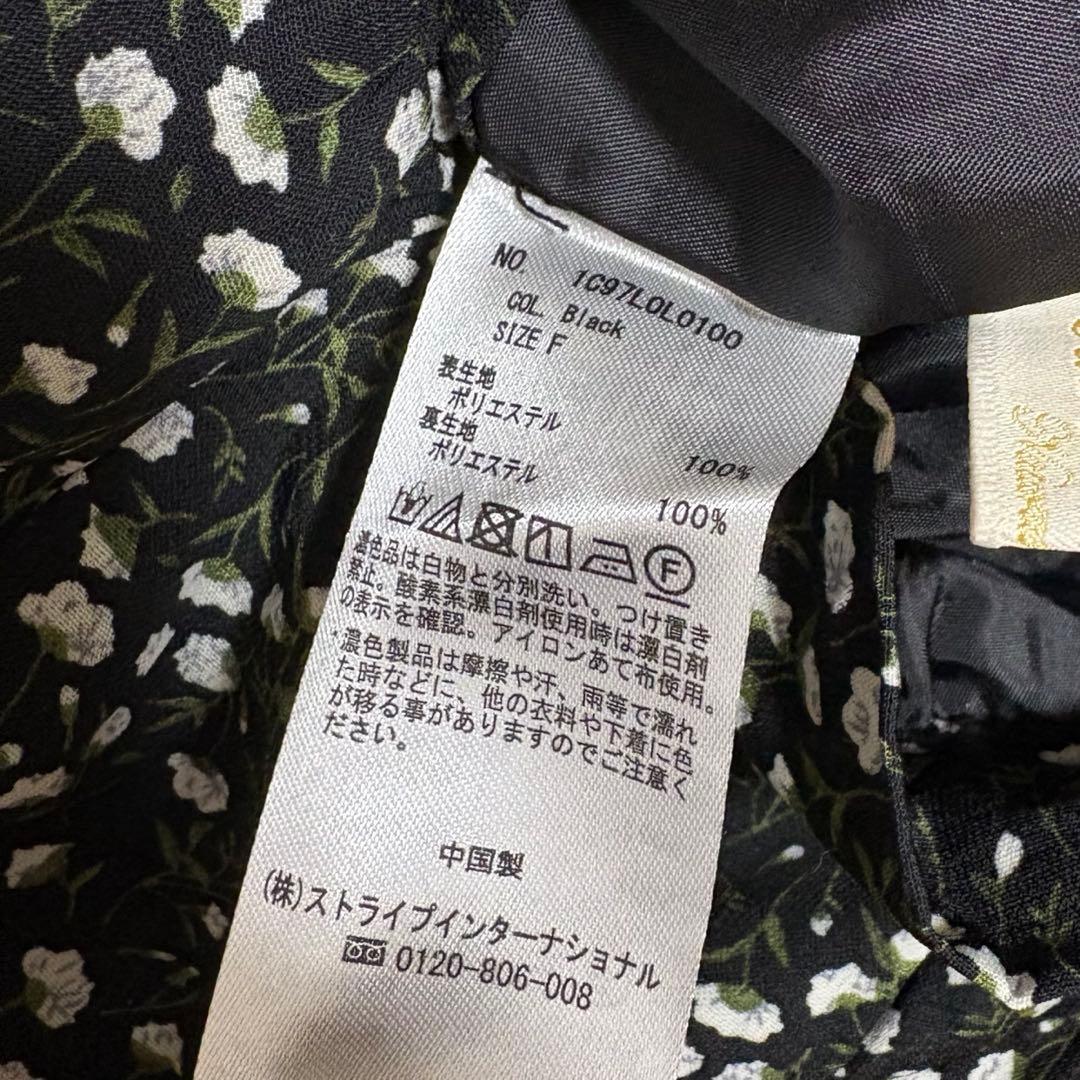 NO. 1C97L0L0100
COL. Black
SIZE F
表生地
ポリエステル 100%
裏生地
ポリエステル 100%
F
濃色品は白物と分別洗い。つけ置き
禁止。酸素系漂白剤使用時は漂白剤
の表示を確認。アイロンあて布使用。
*濃色製品は摩擦や汗、雨等で濡れ
た時などに、他の衣料や下着に色
が移る事がありますのでご注意く
ださい。
中国製
(株)ストライプインターナショナル
0120-806-008